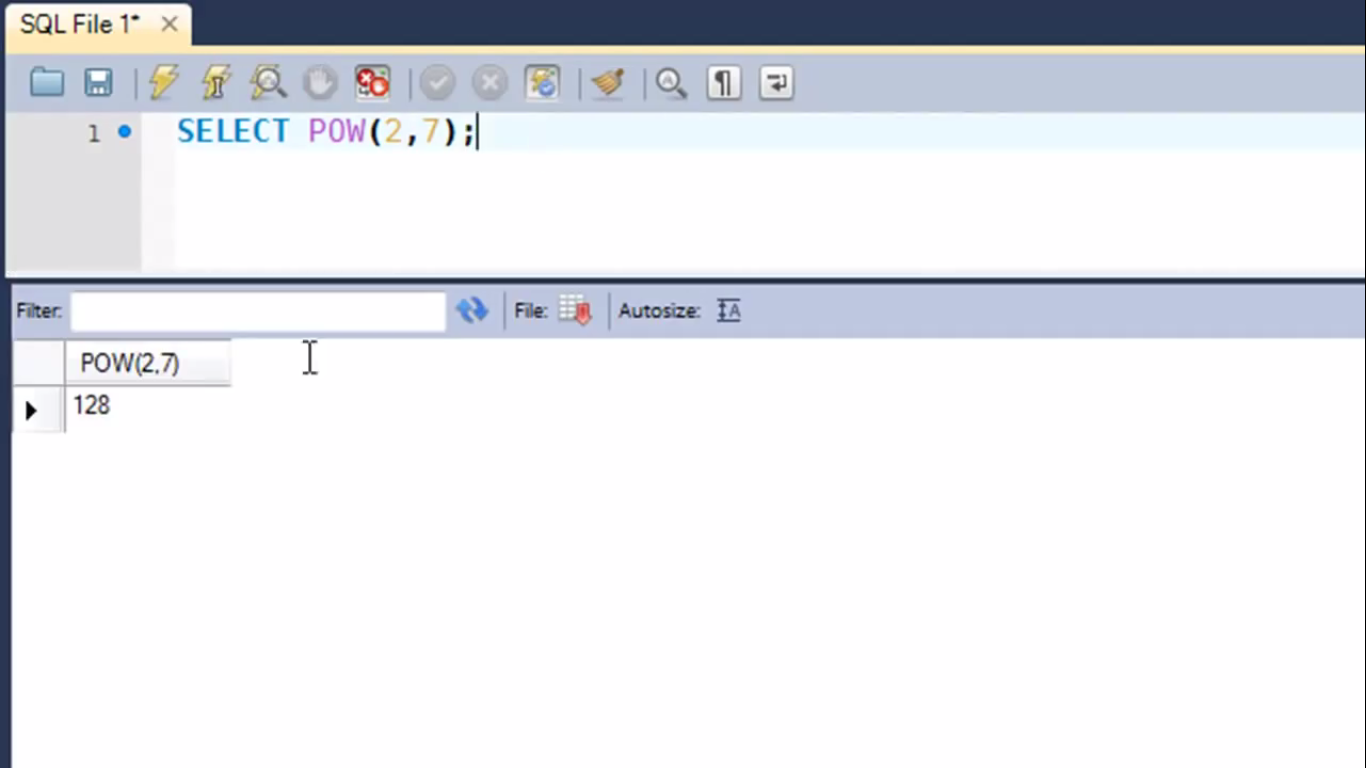 SQL File 1*
1 SELECT POW(2,7);
Filter: File: Autosize:
POW(2,7)
128